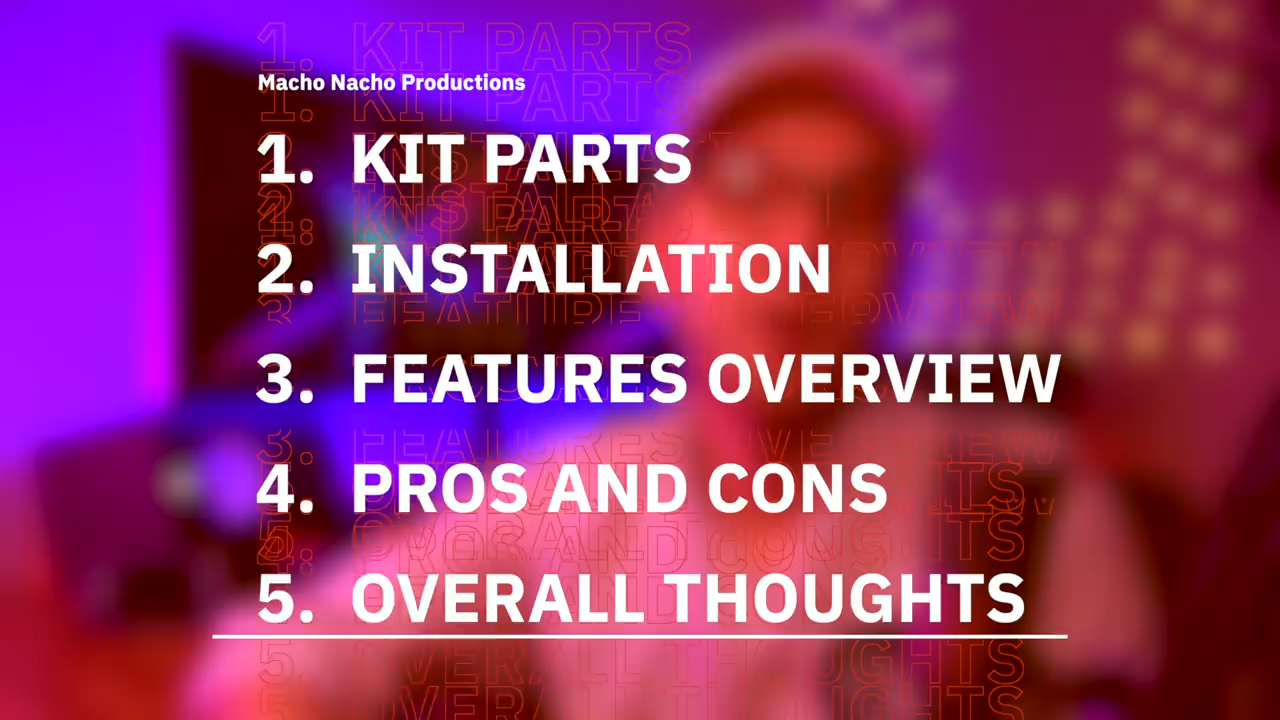 Macho Nacho Productions
1. KIT PARTS
2. INSTALLATION
3. FEATURES OVERVIEW
4. PROS AND CONS
5. OVERALL THOUGHTS